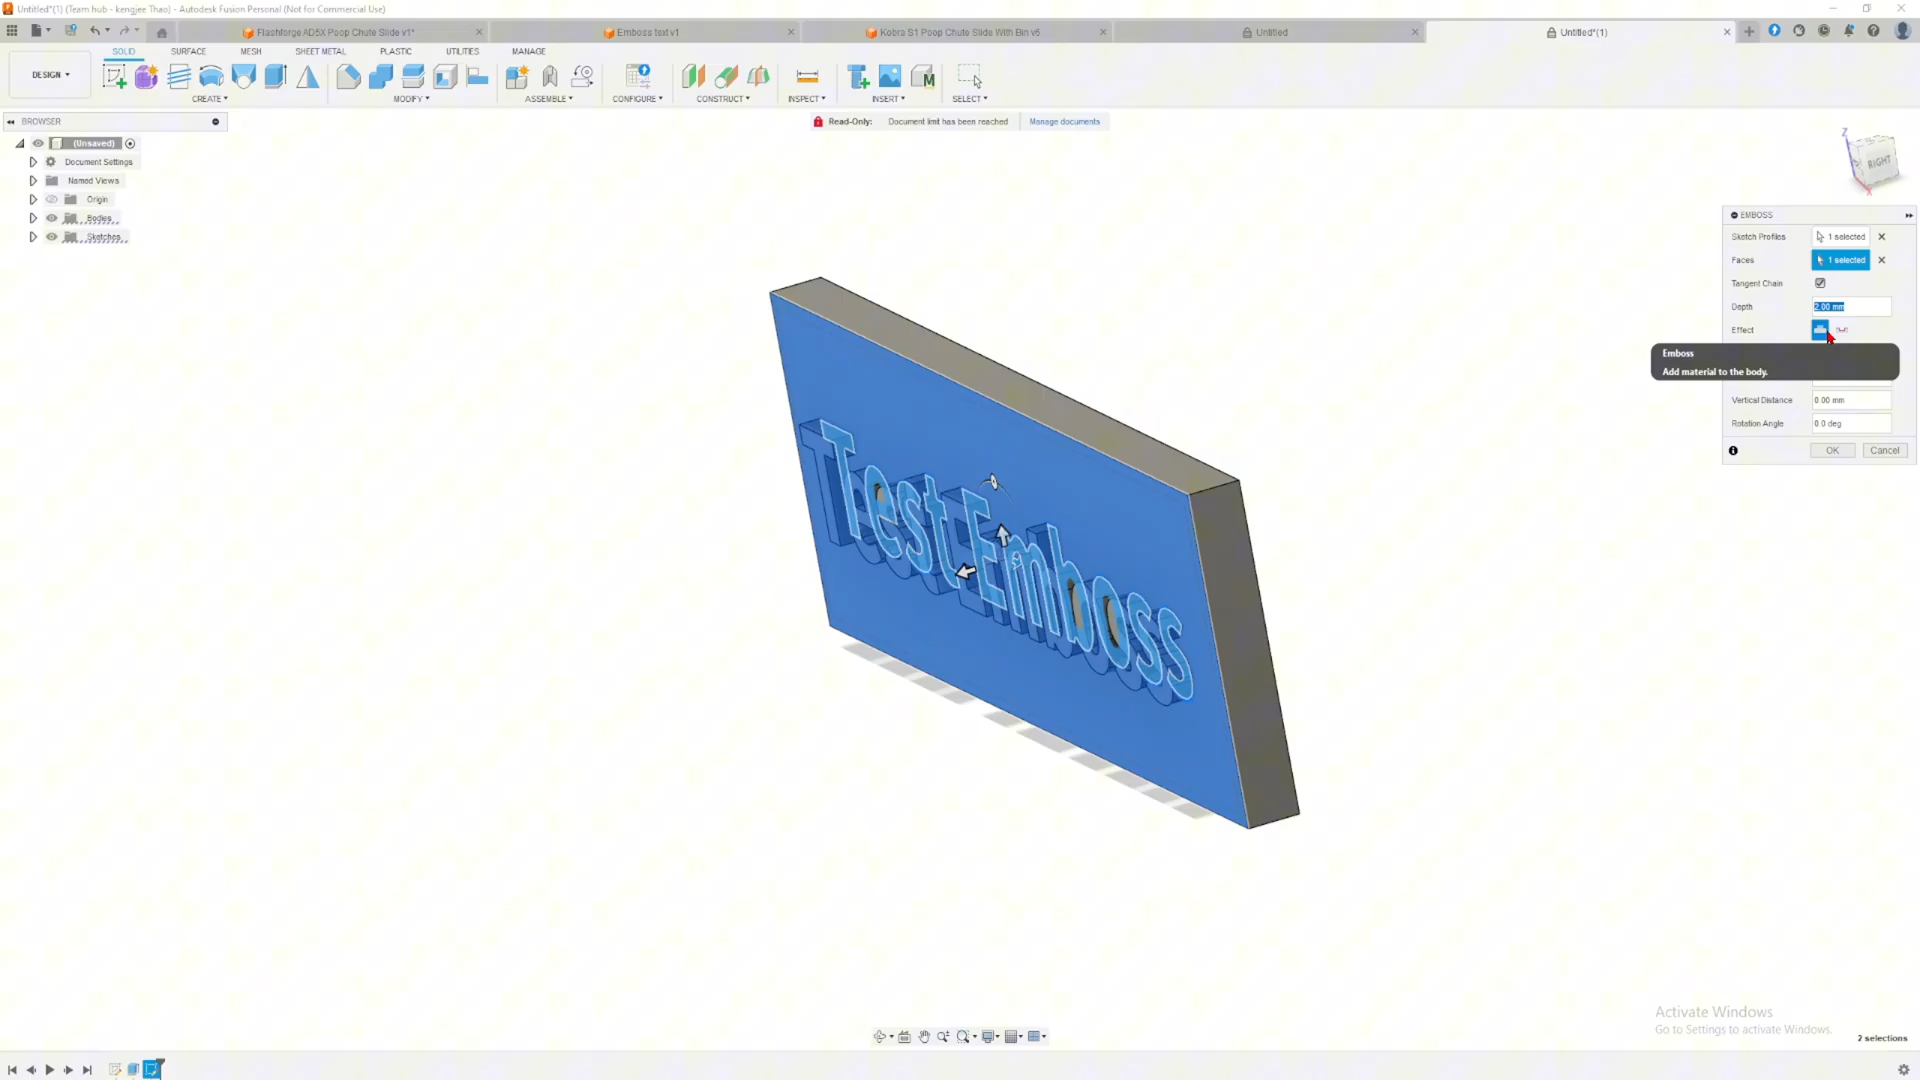 Untitled*(1) (Team hub - kengjee Thao) - Autodesk Fusion Personal (Not for Commercial Use)
Flashforge AD5X Poop Chute Slide v1*
Emboss text v1
Kobra S1 Poop Chute Slide With Bin v6
Untitled
Untitled*(1)
SOLID SURFACE MESH SHEET METAL PLASTIC UTILITIES MANAGE
DESIGN
CREATE MODIFY ASSEMBLE CONFIGURE CONSTRUCT INSPECT INSERT SELECT
BROWSER
Read-Only: Document limit has been reached Manage documents
(Unsaved)
Document Settings
Named Views
Origin
Bodies
Sketches
Z
RIGHT
X
EMBOSS
Sketch Profiles 1 selected
Faces 1 selected
Tangent Chain
Depth 2.00 mm
Effect
Emboss
Add material to the body.
Vertical Distance 0.00 mm
Rotation Angle 0.0 deg
OK Cancel
Test Emboss
Activate Windows
Go to Settings to activate Windows.
2 selections